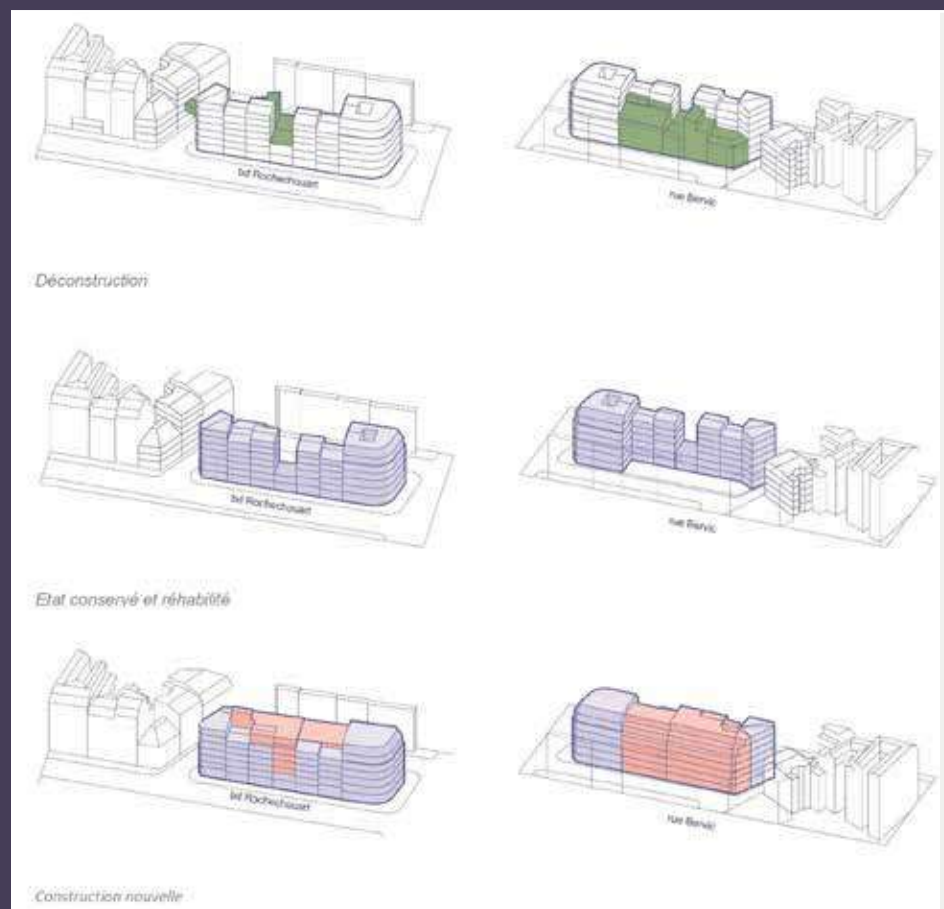 bd Rochechouart
rue Bervic
Déconstruction
bd Rochechouart
rue Bervic
Etat conservé et réhabilité
bd Rochechouart
rue Bervic
Construction nouvelle